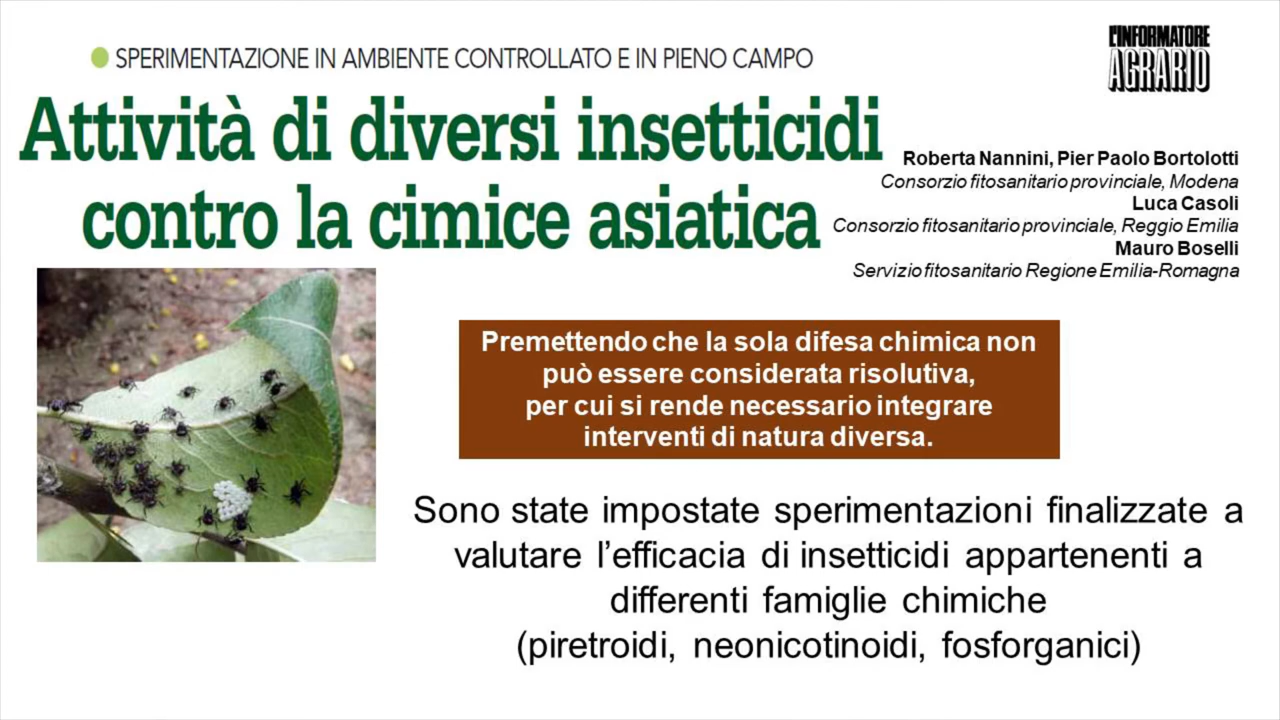 SPERIMENTAZIONE IN AMBIENTE CONTROLLATO E IN PIENO CAMPO
L'INFORMATORE
AGRARIO
Attività di diversi insetticidi
contro la cimice asiatica
Roberta Nannini, Pier Paolo Bortolotti
Consorzio fitosanitario provinciale, Modena
Luca Casoli
Consorzio fitosanitario provinciale, Reggio Emilia
Mauro Boselli
Servizio fitosanitario Regione Emilia-Romagna
Premettendo che la sola difesa chimica non
può essere considerata risolutiva,
per cui si rende necessario integrare
interventi di natura diversa.
Sono state impostate sperimentazioni finalizzate a
valutare l’efficacia di insetticidi appartenenti a
differenti famiglie chimiche
(piretroidi, neonicotinoidi, fosforganici)